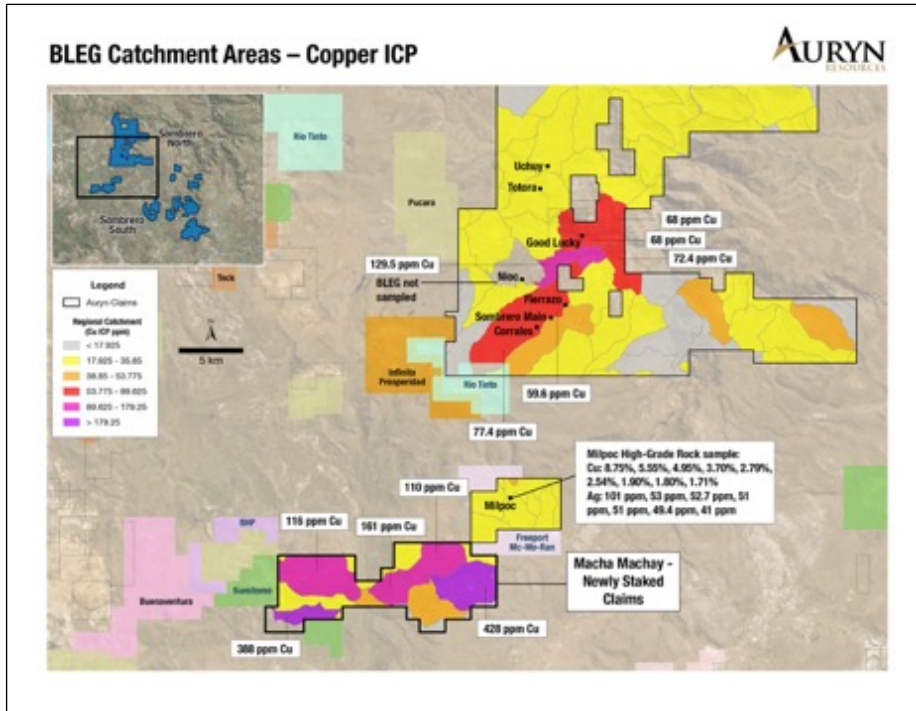 BLEG Catchment Areas – Copper ICP
AURYN
RESOURCES
Sombrero
North
Sombrero
South
Rio Tinto
Pucara
Teck
Uchuy
Totora
68 ppm Cu
Good Lucky
68 ppm Cu
72.4 ppm Cu
129.5 ppm Cu
Nioc
BLEG not
sampled
Fierrazo
Sombrero Main
Corrales
Legend
Auryn Claims
Regional Catchment
(Cu ICP ppm)
< 17.925
17.925 - 35.85
38.85 - 53.775
53.775 - 89.625
89.625 - 179.25
> 179.25
N
5 km
Infinita
Prosperidad
Rio Tinto
59.6 ppm Cu
77.4 ppm Cu
Milpoc High-Grade Rock sample:
Cu: 8.75%, 5.55%, 4.95%, 3.70%, 2.79%,
2.54%, 1.90%, 1.80%, 1.71%
Ag: 101 ppm, 53 ppm, 52.7 ppm, 51
ppm, 51 ppm, 49.4 ppm, 41 ppm
110 ppm Cu
Milpoc
116 ppm Cu
161 ppm Cu
BHP
Freeport
Mc-Mo-Ran
Macha Machay -
Newly Staked
Claims
Sumitomo
Buenaventura
428 ppm Cu
388 ppm Cu